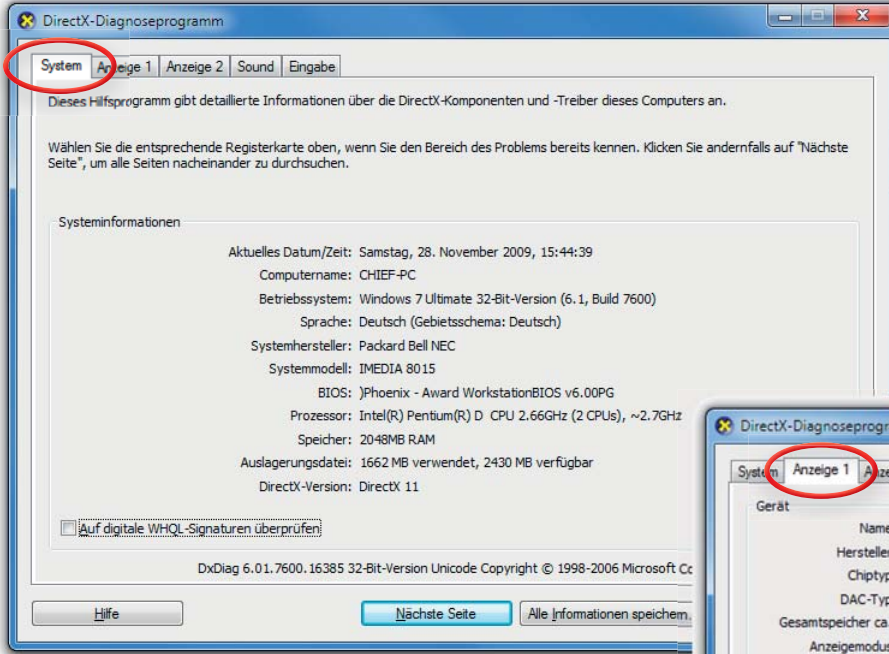 DirectX-Diagnoseprogramm
System Anzeige 1 Anzeige 2 Sound Eingabe
Dieses Hilfsprogramm gibt detaillierte Informationen über die DirectX-Komponenten und -Treiber dieses Computers an.
Wählen Sie die entsprechende Registerkarte oben, wenn Sie den Bereich des Problems bereits kennen. Klicken Sie andernfalls auf "Nächste
Seite", um alle Seiten nacheinander zu durchsuchen.
Systeminformationen
Aktuelles Datum/Zeit: Samstag, 28. November 2009, 15:44:39
Computername: CHIEF-PC
Betriebssystem: Windows 7 Ultimate 32-Bit-Version (6.1, Build 7600)
Sprache: Deutsch (Gebietsschema: Deutsch)
Systemhersteller: Packard Bell NEC
Systemmodell: IMEDIA 8015
BIOS: )Phoenix - Award WorkstationBIOS v6.00PG
Prozessor: Intel(R) Pentium(R) D CPU 2.66GHz (2 CPUs), ~2.7GHz
Speicher: 2048MB RAM
Auslagerungsdatei: 1662 MB verwendet, 2430 MB verfügbar
DirectX-Version: DirectX 11
Auf digitale WHQL-Signaturen überprüfen
DxDiag 6.01.7600.16385 32-Bit-Version Unicode Copyright © 1998-2006 Microsoft Co
Hilfe
Nächste Seite
Alle Informationen speichern.
DirectX-Diagnoseprogr
System Anzeige 1 Anze
Gerät
Name
Hersteller
Chiptyp
DAC-Typ
Gesamtspeicher ca.
Anzeigemodus